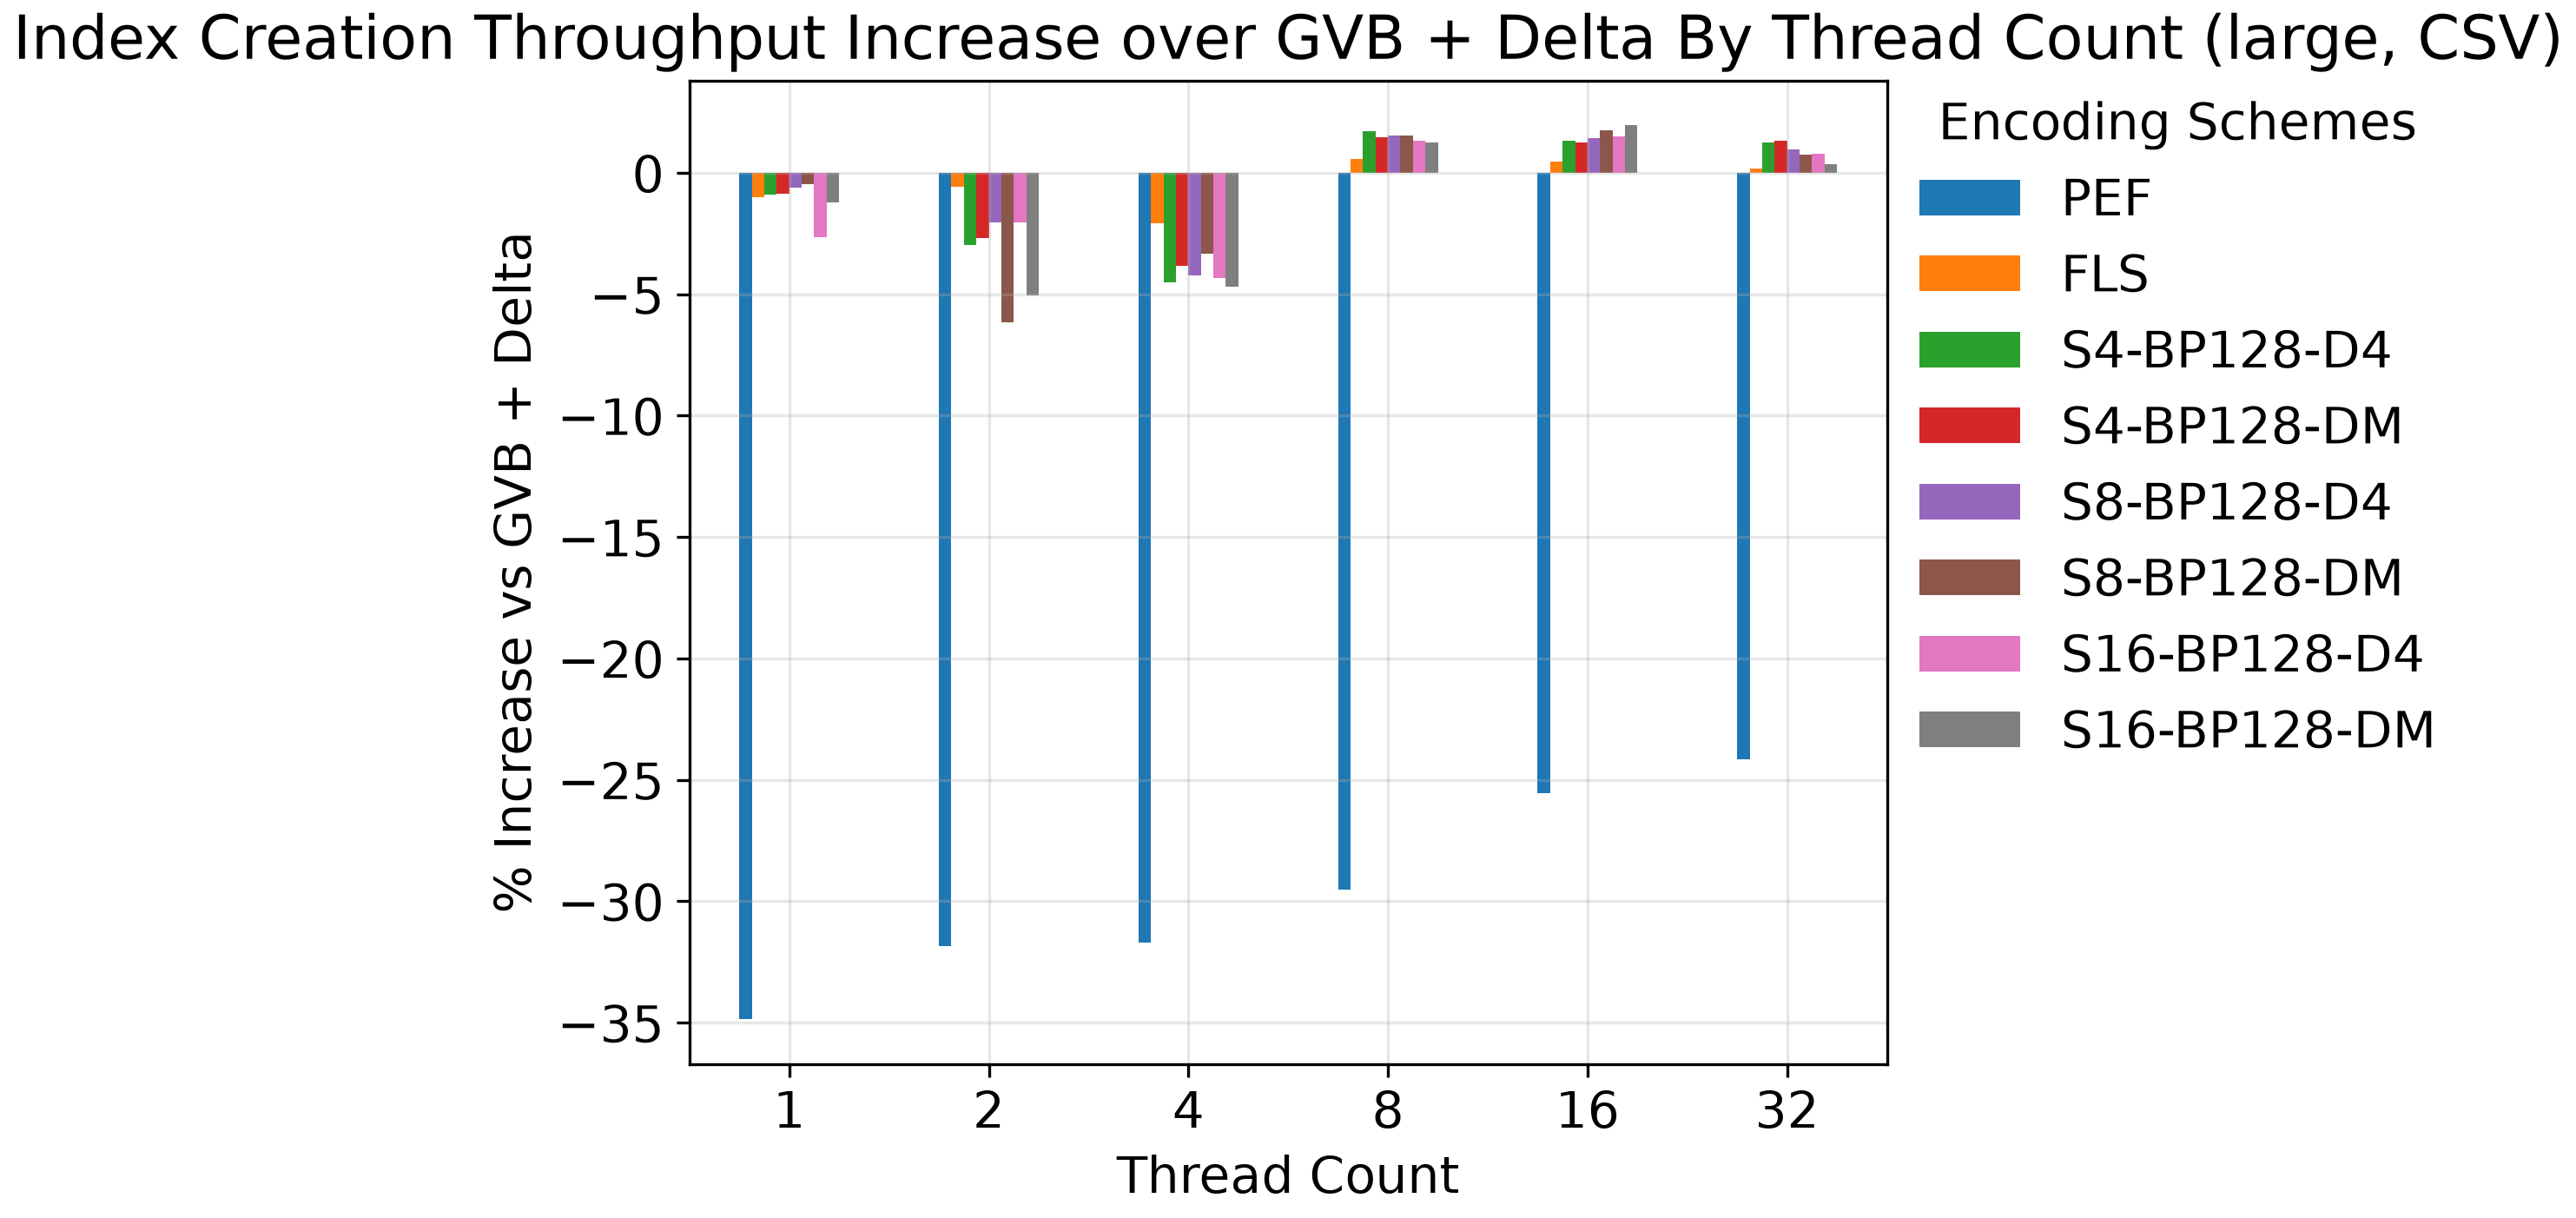 Index Creation Throughput Increase over GVB + Delta By Thread Count (large, CSV)
% Increase vs GVB + Delta
0
−5
−10
−15
−20
−25
−30
−35
1 2 4 8 16 32
Thread Count
Encoding Schemes
PEF
FLS
S4-BP128-D4
S4-BP128-DM
S8-BP128-D4
S8-BP128-DM
S16-BP128-D4
S16-BP128-DM